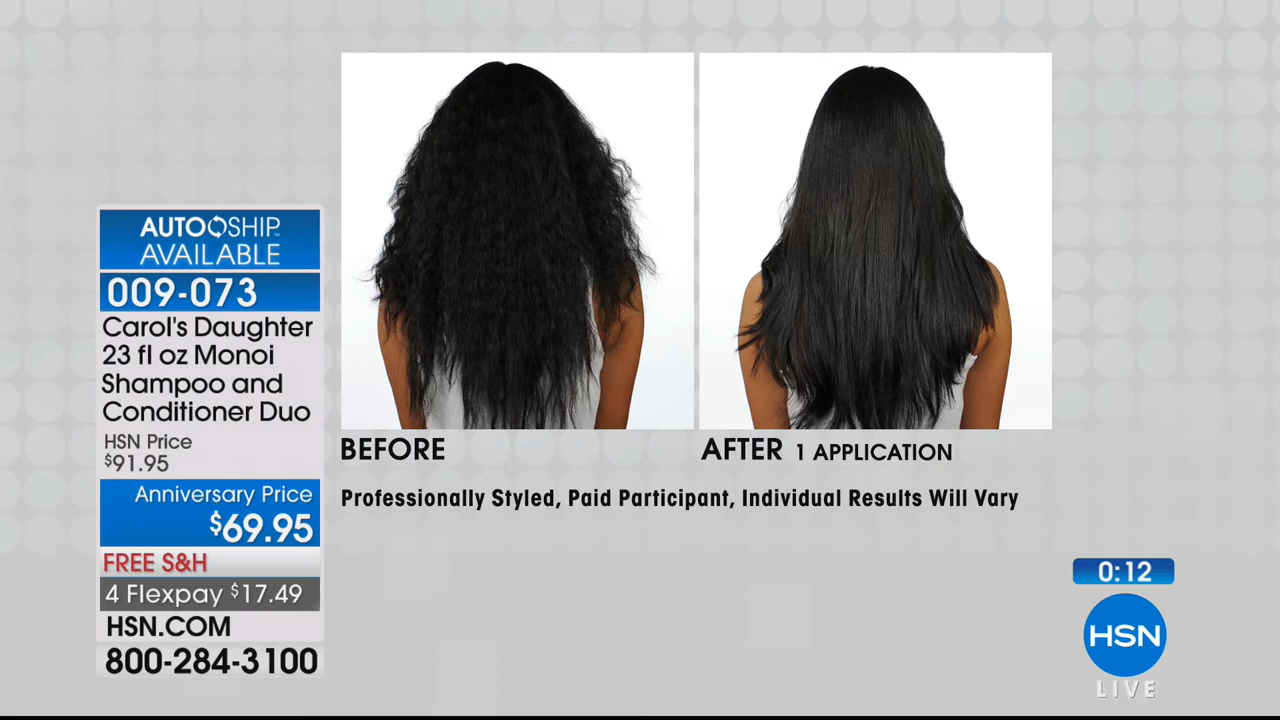 AUTOSHIP
AVAILABLE
009-073
Carol's Daughter
23 fl oz Monoi
Shampoo and
Conditioner Duo
HSN Price
$91.95
Anniversary Price
$69.95
FREE S&H
4 Flexpay $17.49
HSN.COM
800-284-3100
BEFORE
AFTER 1 APPLICATION
Professionally Styled, Paid Participant, Individual Results Will Vary
0:12
HSN
LIVE